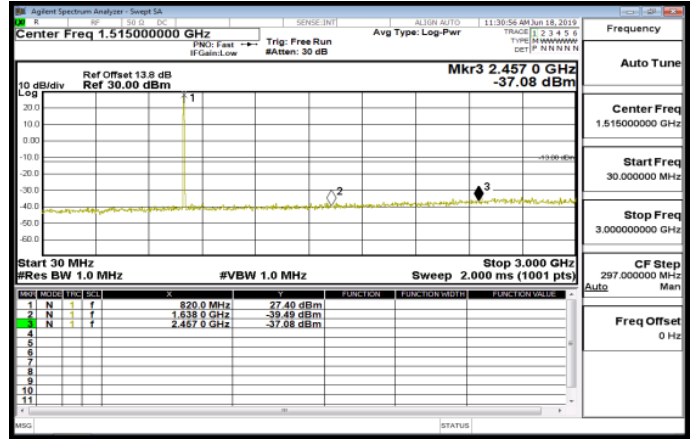 Agilent Spectrum Analyzer - Swept SA
R RF 50 Ω DC SENSE:INT ALIGN AUTO 11:30:56 AM Jun 18, 2019
Center Freq 1.515000000 GHz
PNO: Fast Trig: Free Run Avg Type: Log-Pwr
IFGain:Low #Atten: 30 dB
TRACE 1 2 3 4 5 6
TYPE M WWWWW
DET P NNNNN
Frequency
Mkr3 2.457 0 GHz
-37.08 dBm
Ref Offset 13.8 dB
10 dB/div Ref 30.00 dBm
Log
1
20.0
10.0
0.00
-10.0
-13.00 dBm
-20.0
-30.0
2
3
-40.0
-50.0
-60.0
Start 30 MHz Stop 3.000 GHz
#Res BW 1.0 MHz #VBW 1.0 MHz Sweep 2.000 ms (1001 pts)
MKR MODE TRC SCL X Y FUNCTION FUNCTION WIDTH FUNCTION VALUE
1 N 1 f 820.0 MHz 27.40 dBm
2 N 1 f 1.638 0 GHz -39.49 dBm
3 N 1 f 2.457 0 GHz -37.08 dBm
4
5
6
7
8
9
10
11
MSG STATUS
Auto Tune
Center Freq
1.515000000 GHz
Start Freq
30.000000 MHz
Stop Freq
3.000000000 GHz
CF Step
297.000000 MHz
Auto Man
Freq Offset
0 Hz